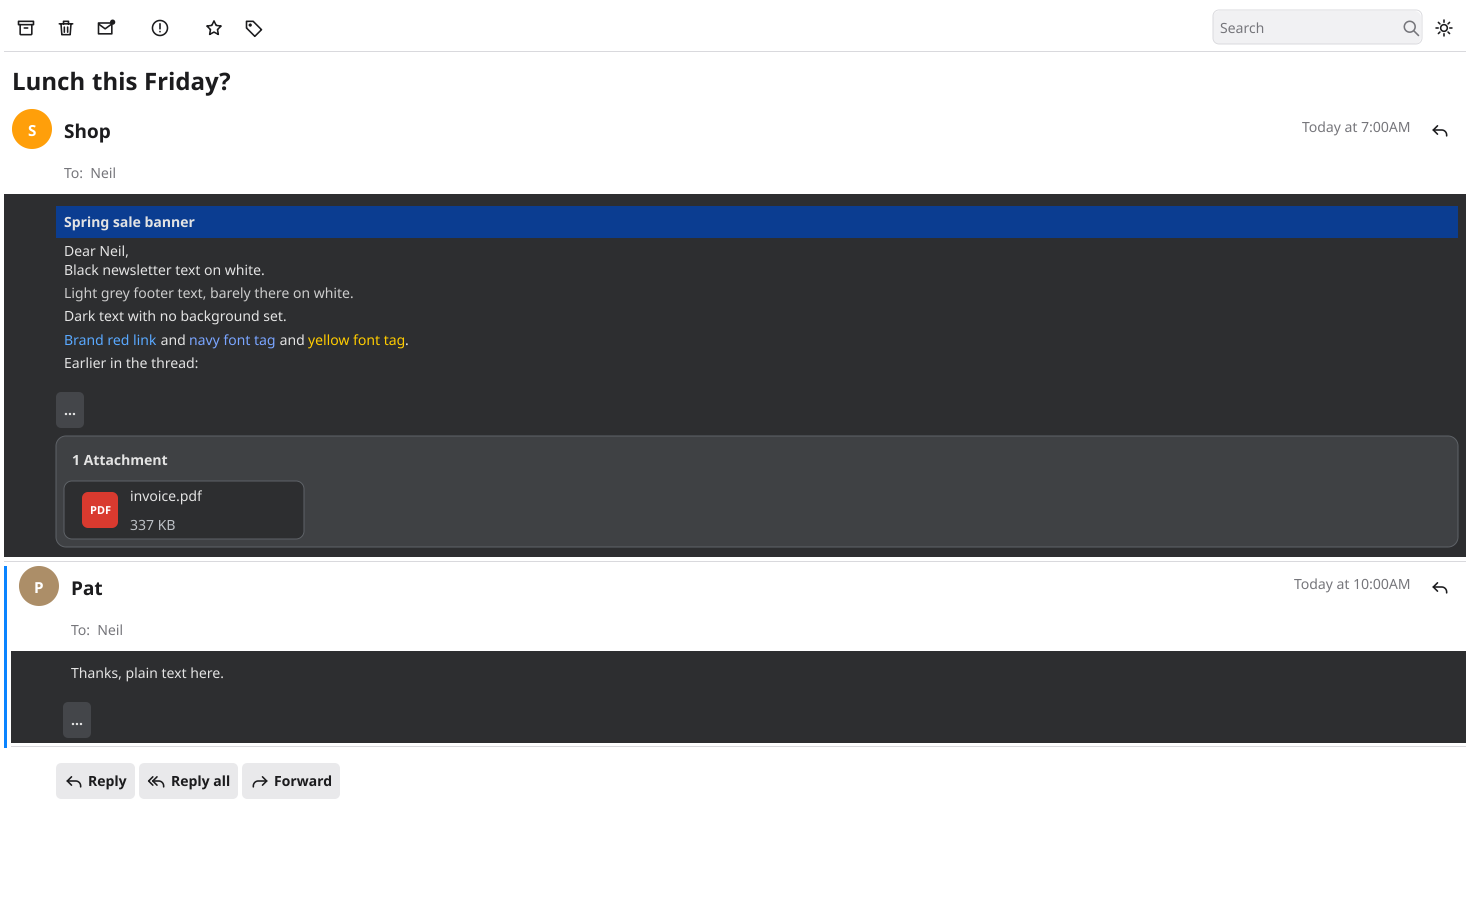 Search
Lunch this Friday?
S
Shop
Today at 7:00AM
To: Neil
Spring sale banner
Dear Neil,
Black newsletter text on white.
Light grey footer text, barely there on white.
Dark text with no background set.
Brand red link and navy font tag and yellow font tag.
Earlier in the thread:
...
1 Attachment
PDF
invoice.pdf
337 KB
P
Pat
Today at 10:00AM
To: Neil
Thanks, plain text here.
...
Reply
Reply all
Forward